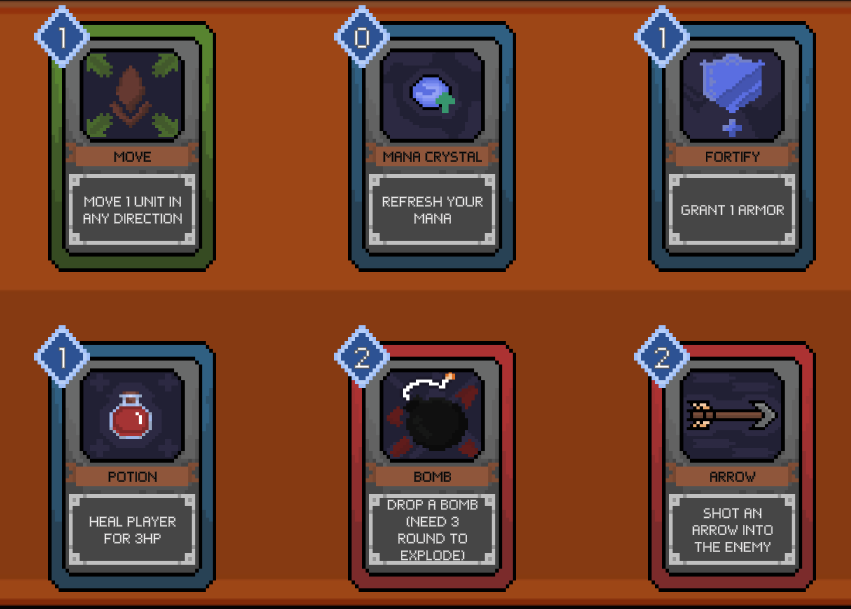 1
MOVE
MOVE 1 UNIT IN
ANY DIRECTION
0
MANA CRYSTAL
REFRESH YOUR
MANA
1
FORTIFY
GRANT 1 ARMOR
1
POTION
HEAL PLAYER
FOR 3HP
2
BOMB
DROP A BOMB
(NEED 3
ROUND TO
EXPLODE)
2
ARROW
SHOT AN
ARROW INTO
THE ENEMY